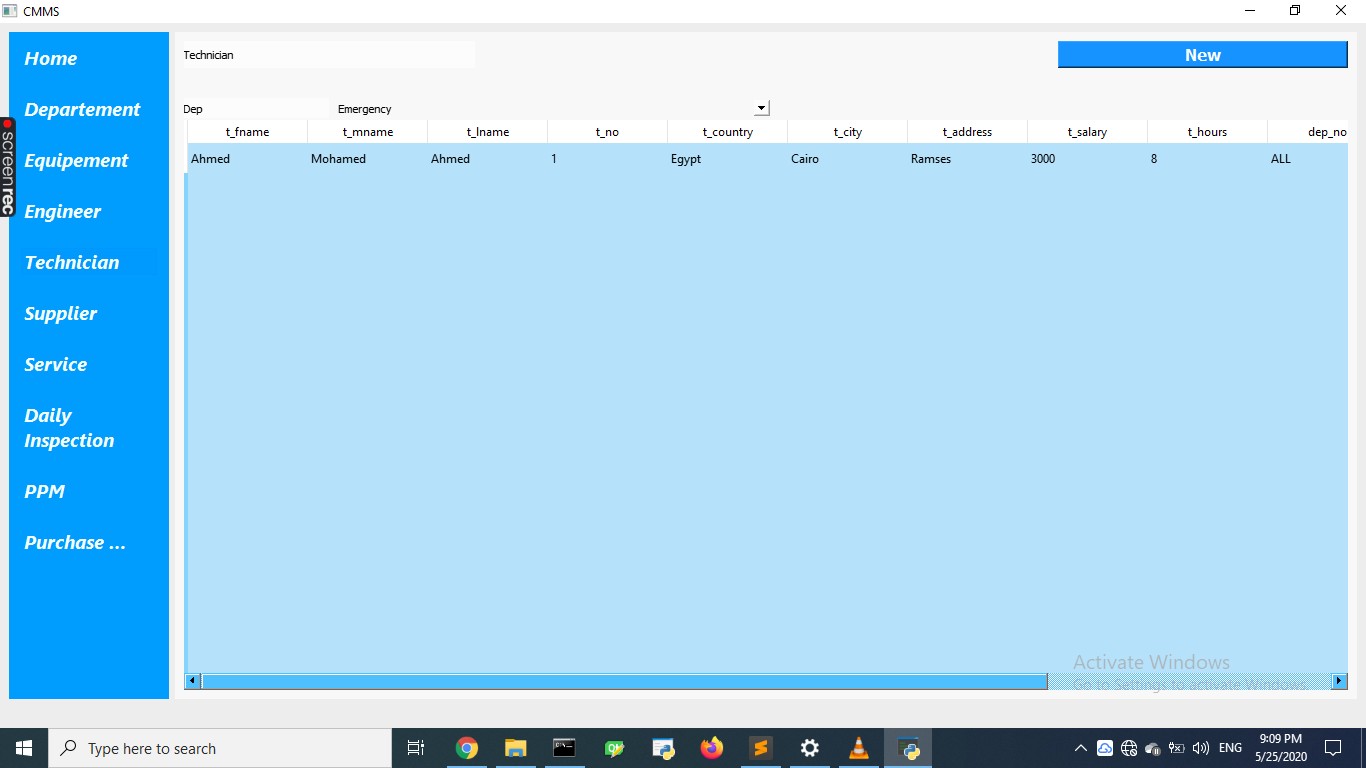 CMMS
Home
Departement
Equipement
Engineer
Technician
Supplier
Service
Daily
Inspection
PPM
Purchase ...
screenrec
Technician
New
Dep Emergency
t_fname t_mname t_lname t_no t_country t_city t_address t_salary t_hours dep_no
Ahmed Mohamed Ahmed 1 Egypt Cairo Ramses 3000 8 ALL
Activate Windows
Go to Settings to activate Windows.
Type here to search
ENG
9:09 PM
5/25/2020